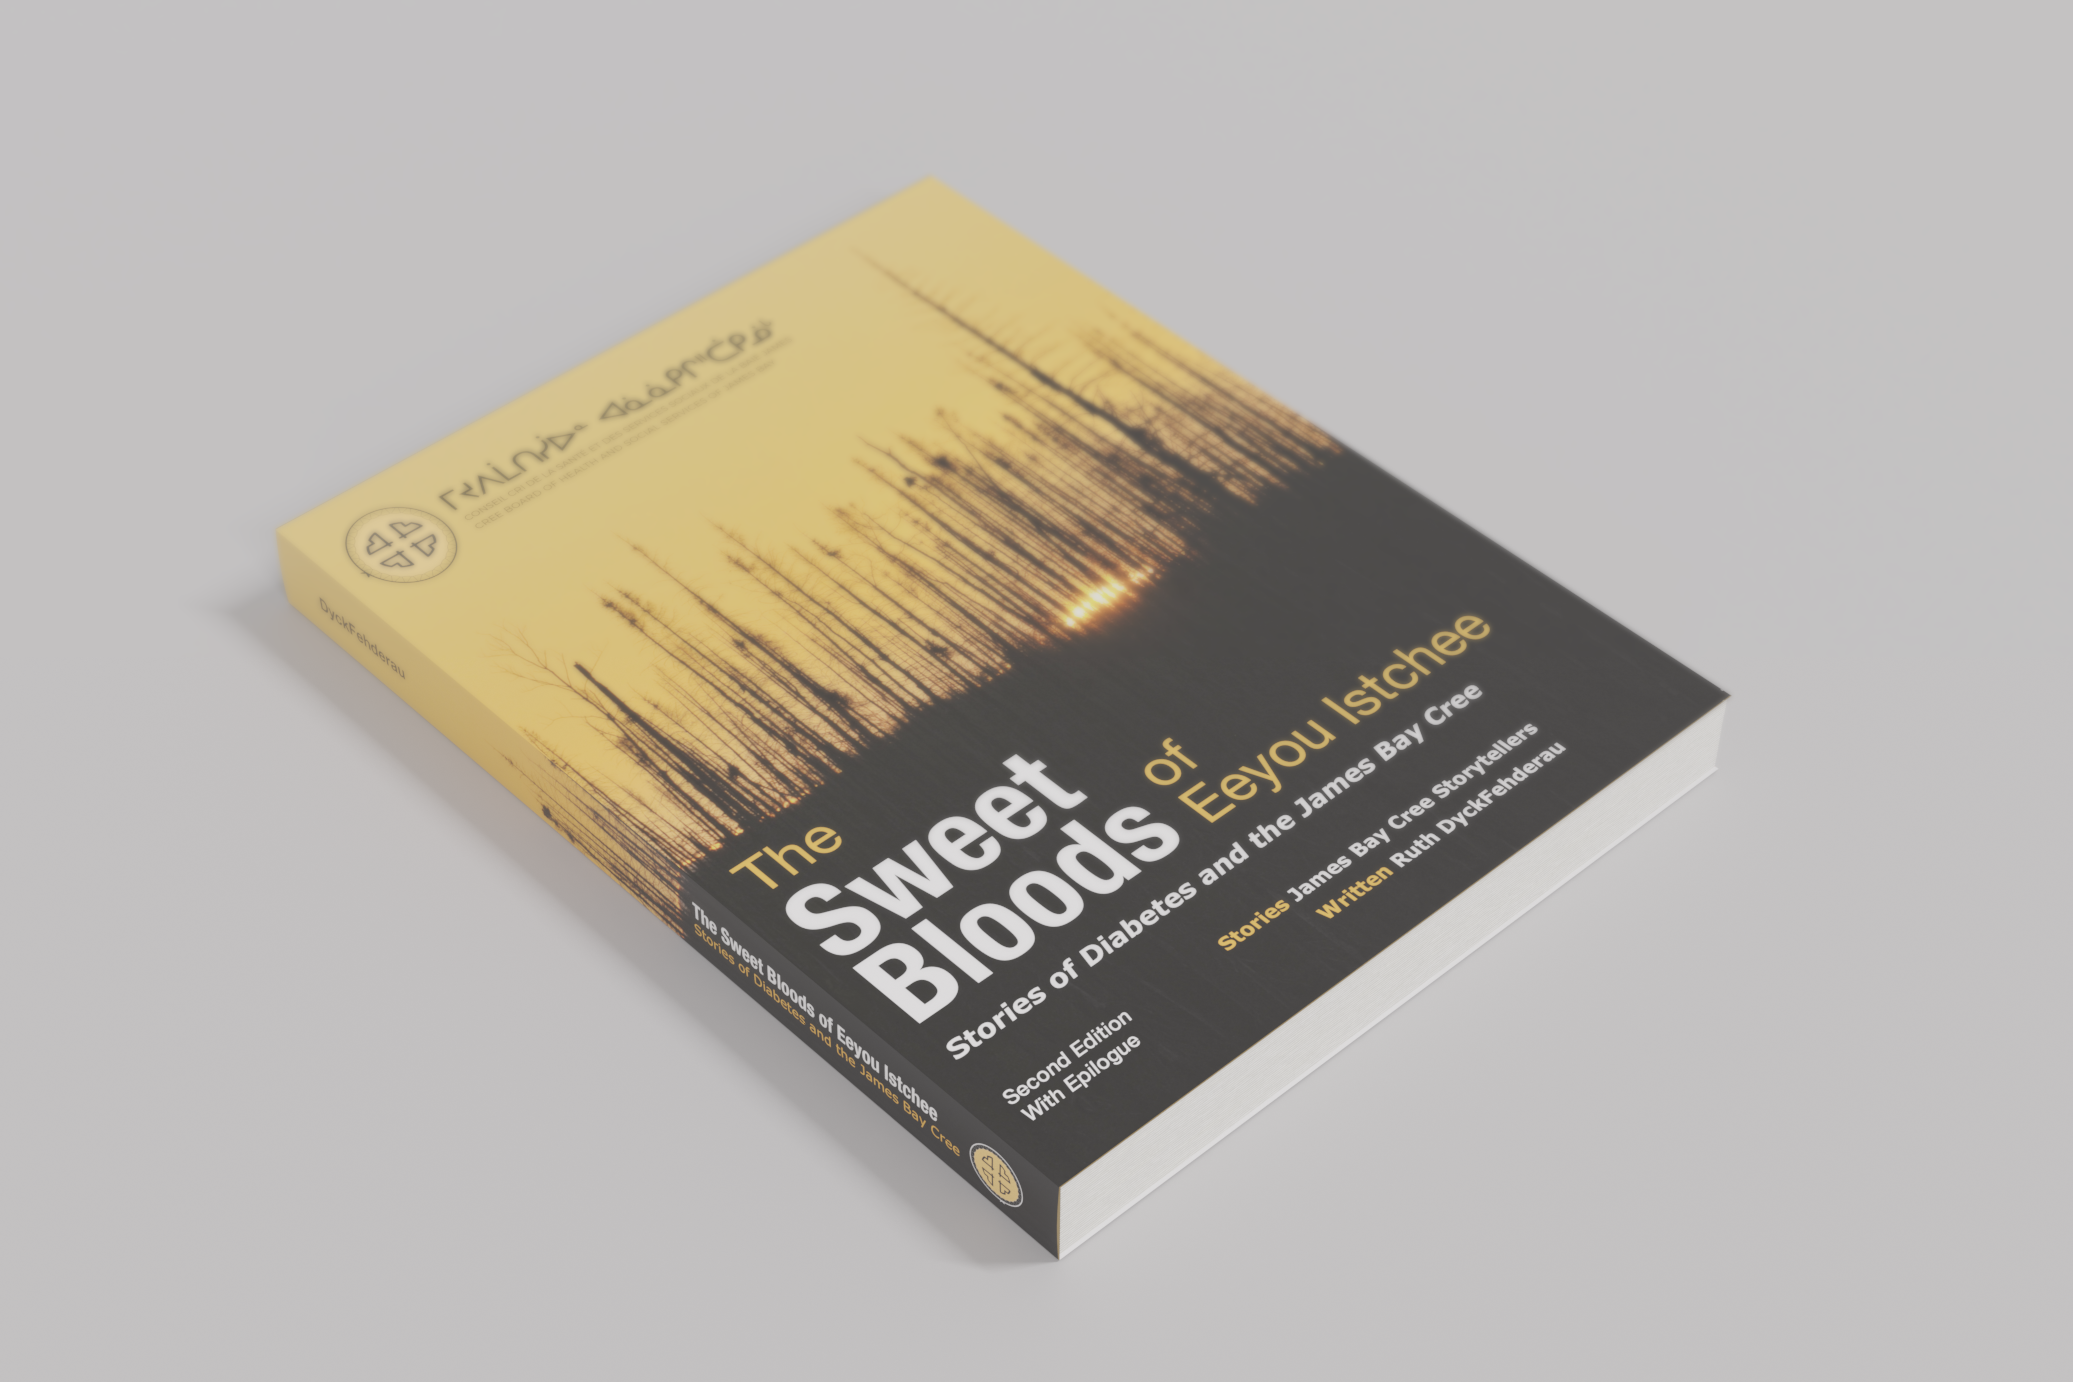 CONSEIL CRI DE LA SANTÉ ET DES SERVICES SOCIAUX DE LA BAIE JAMES
CREE BOARD OF HEALTH AND SOCIAL SERVICES OF JAMES BAY
The
Sweet
Bloods
of
Eeyou Istchee
Stories of Diabetes and the James Bay Cree
Stories James Bay Cree Storytellers
Written Ruth DyckFehderau
Second Edition
With Epilogue
DyckFehderau
The Sweet Bloods of Eeyou Istchee
Stories of Diabetes and the James Bay Cree